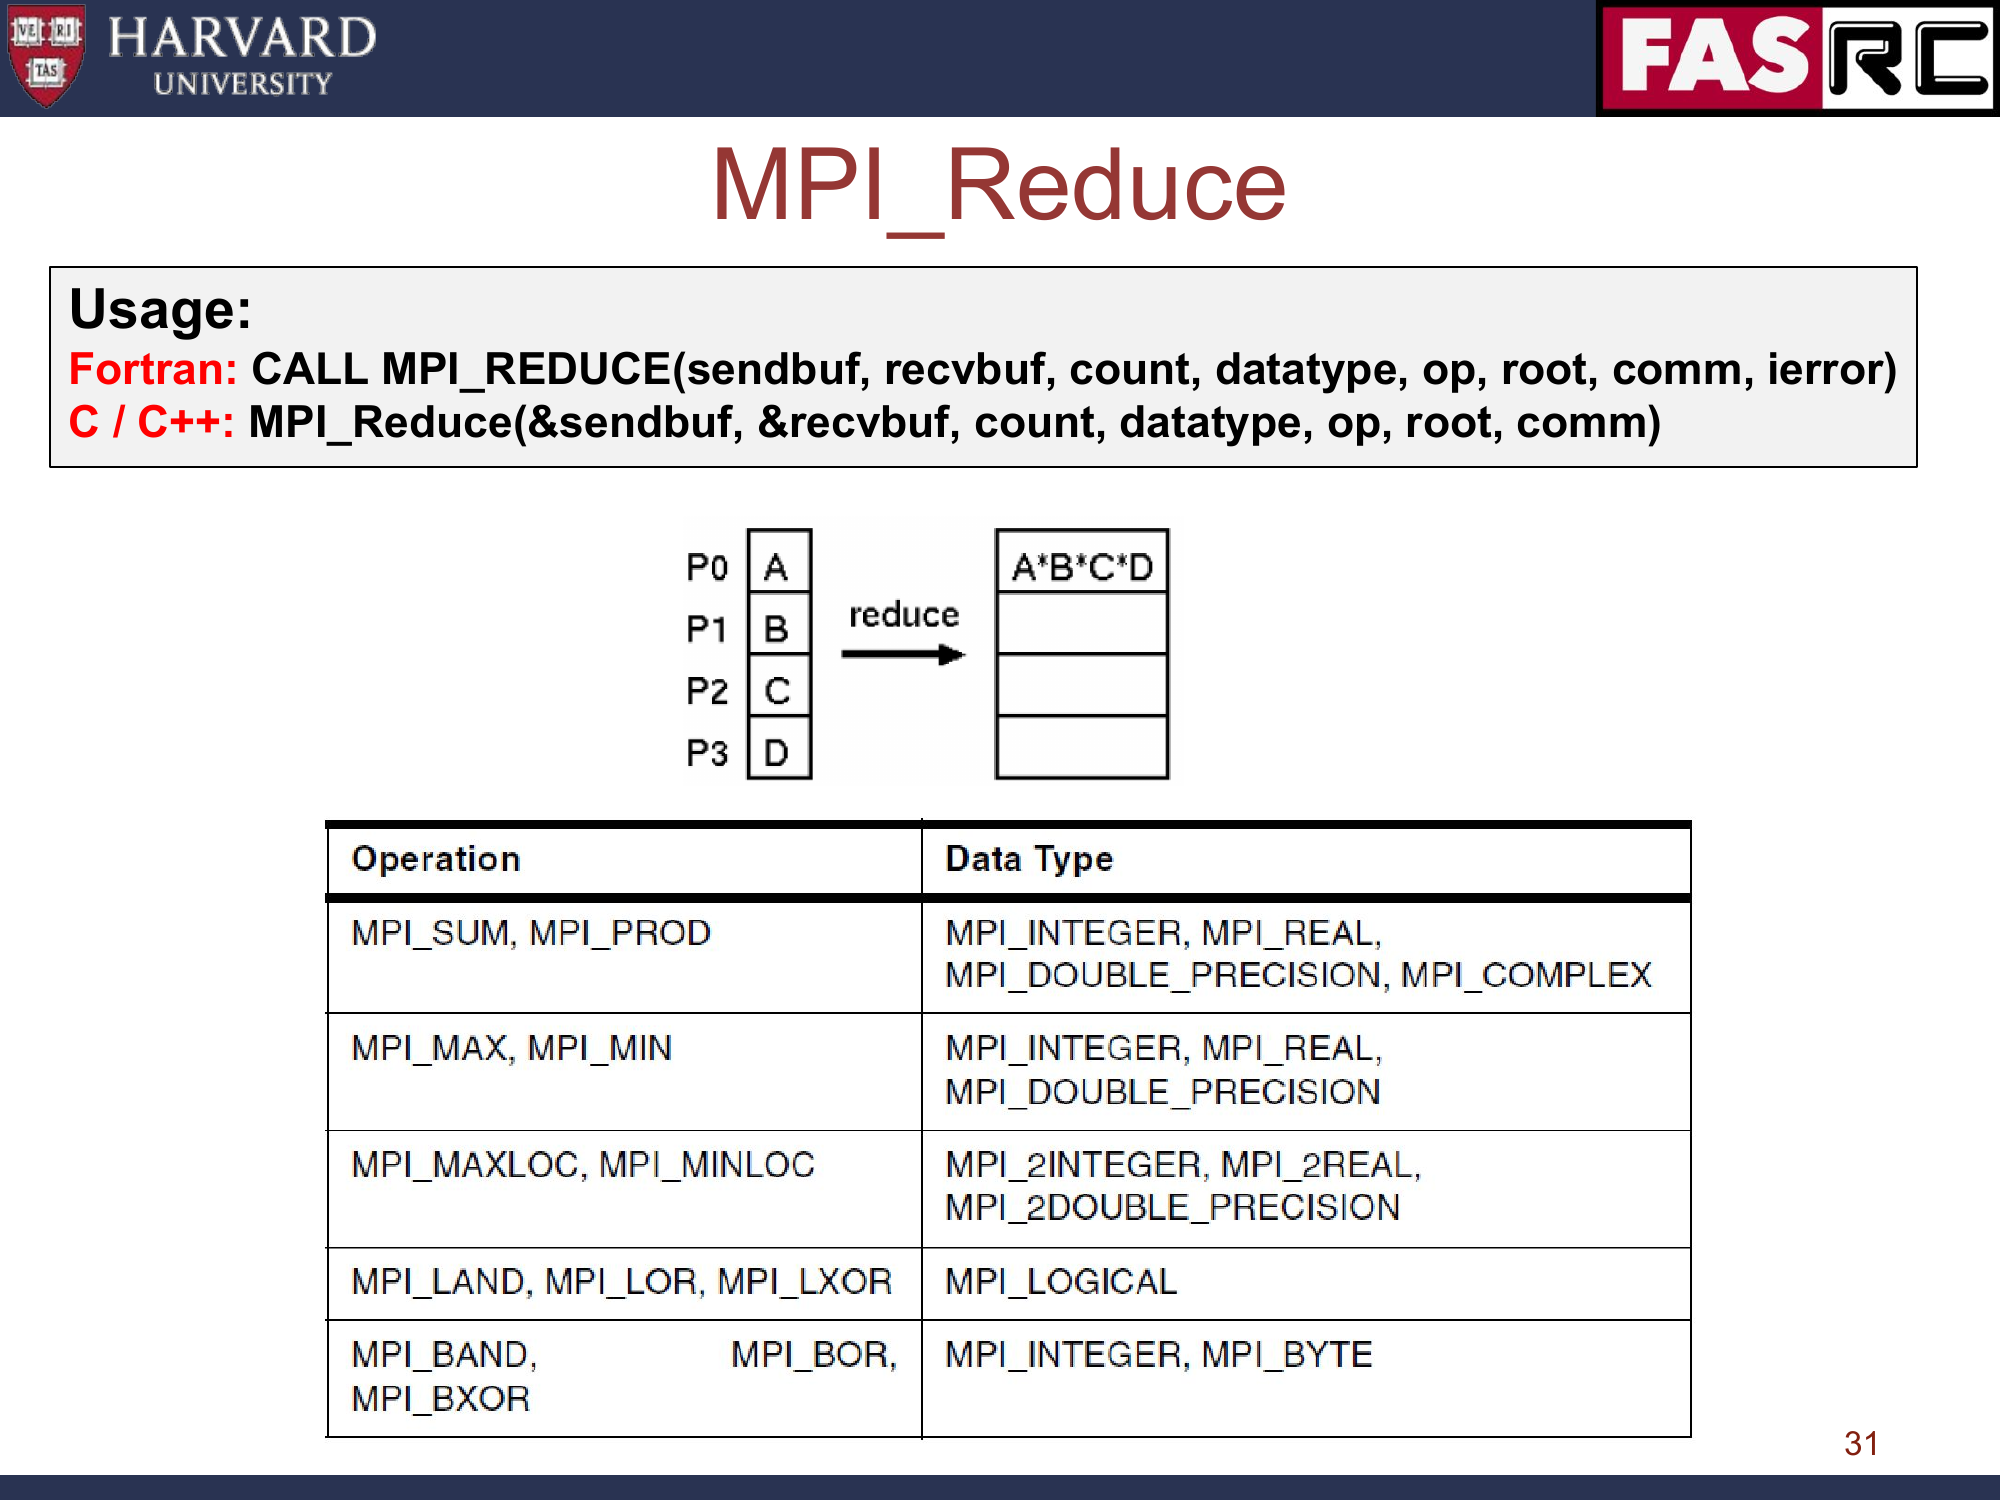 VE RI
TAS
HARVARD
UNIVERSITY
FASRC
MPI_Reduce
Usage:
Fortran: CALL MPI_REDUCE(sendbuf, recvbuf, count, datatype, op, root, comm, ierror)
C / C++: MPI_Reduce(&sendbuf, &recvbuf, count, datatype, op, root, comm)
P0 A A*B*C*D
P1 B
reduce
P2 C
P3 D
Operation Data Type
MPI_SUM, MPI_PROD MPI_INTEGER, MPI_REAL,
MPI_DOUBLE_PRECISION, MPI_COMPLEX
MPI_MAX, MPI_MIN MPI_INTEGER, MPI_REAL,
MPI_DOUBLE_PRECISION
MPI_MAXLOC, MPI_MINLOC MPI_2INTEGER, MPI_2REAL,
MPI_2DOUBLE_PRECISION
MPI_LAND, MPI_LOR, MPI_LXOR MPI_LOGICAL
MPI_BAND, MPI_BOR, MPI_INTEGER, MPI_BYTE
MPI_BXOR
31